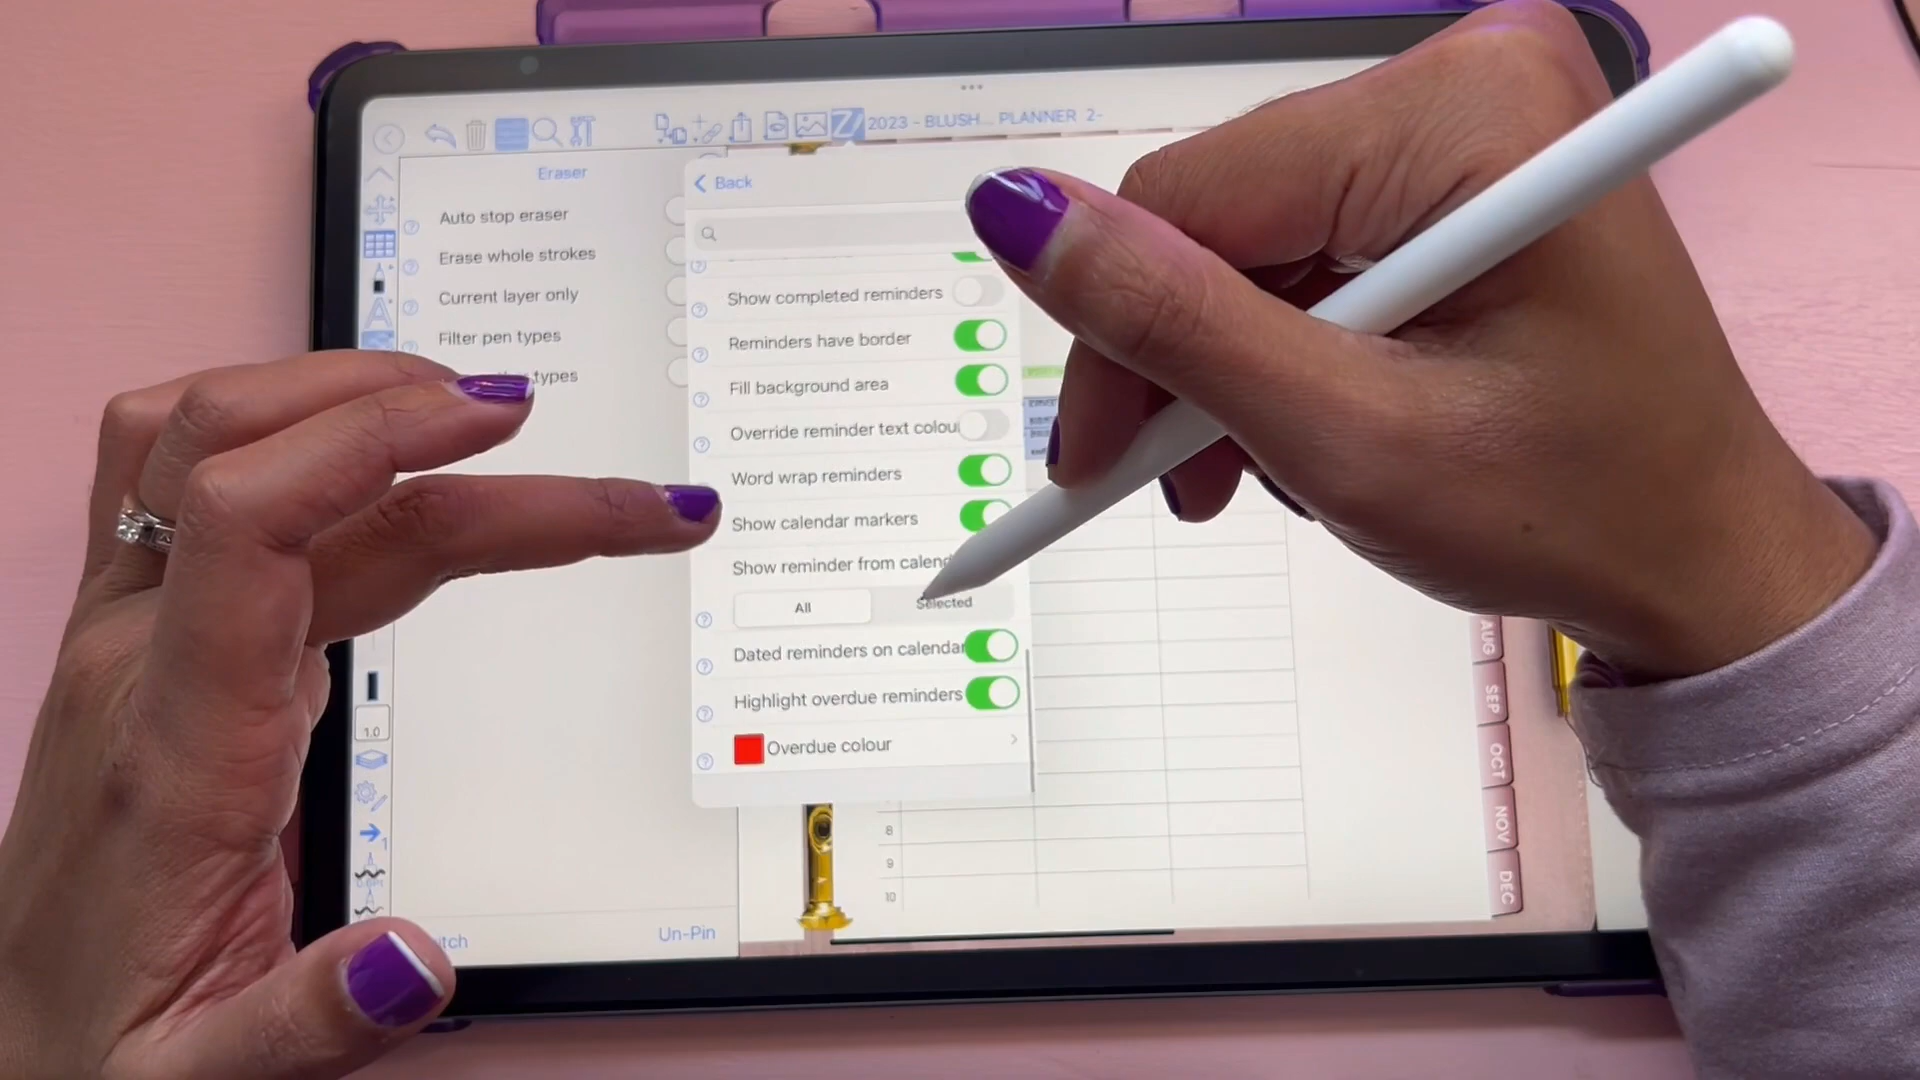 2023 - BLUSH... PLANNER 2-
Eraser
Auto stop eraser
Erase whole strokes
Current layer only
Filter pen types
types
1.0
itch
Un-Pin
Back
Show completed reminders
Reminders have border
Fill background area
Override reminder text colou
Word wrap reminders
Show calendar markers
Show reminder from calend
All
Selected
Dated reminders on calendar
Highlight overdue reminders
Overdue colour
8
9
10
AUG
SEP
OCT
NOV
DEC